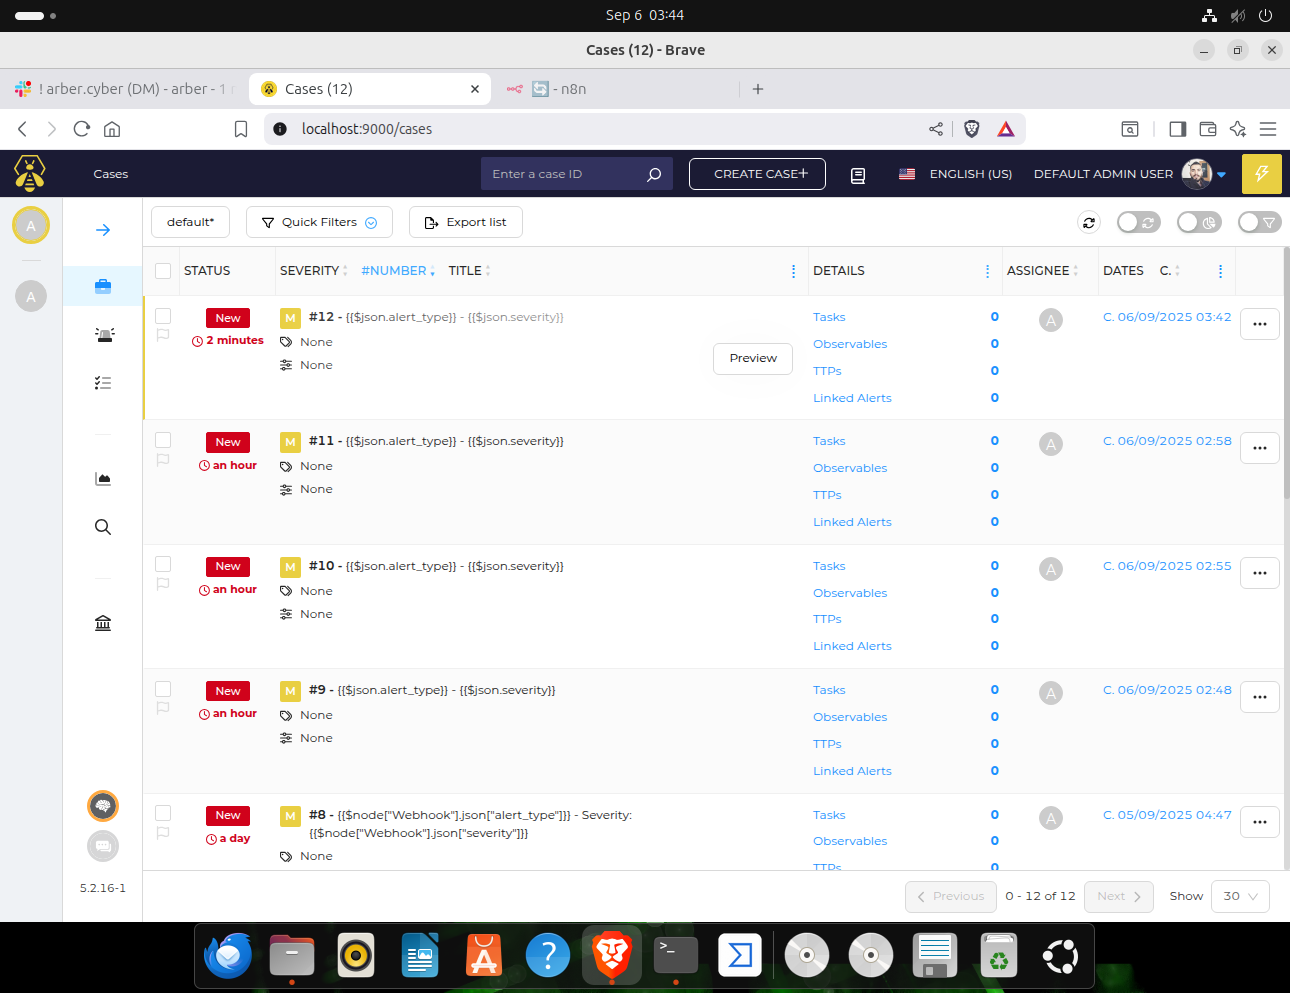 Sep 6 03:44
Cases (12) - Brave
! arber.cyber (DM) - arber - 1
Cases (12)
- n8n
localhost:9000/cases
Cases
Enter a case ID
CREATE CASE+
ENGLISH (US)
DEFAULT ADMIN USER
A
A
default*
Quick Filters
Export list
STATUS
SEVERITY
#NUMBER
TITLE
DETAILS
ASSIGNEE
DATES
C.
New
2 minutes
M
#12 - {{$json.alert_type}} - {{$json.severity}}
None
None
Preview
Tasks 0
Observables 0
TTPs 0
Linked Alerts 0
A
C. 06/09/2025 03:42
New
an hour
M
#11 - {{$json.alert_type}} - {{$json.severity}}
None
None
Tasks 0
Observables 0
TTPs 0
Linked Alerts 0
A
C. 06/09/2025 02:58
New
an hour
M
#10 - {{$json.alert_type}} - {{$json.severity}}
None
None
Tasks 0
Observables 0
TTPs 0
Linked Alerts 0
A
C. 06/09/2025 02:55
New
an hour
M
#9 - {{$json.alert_type}} - {{$json.severity}}
None
None
Tasks 0
Observables 0
TTPs 0
Linked Alerts 0
A
C. 06/09/2025 02:48
New
a day
M
#8 - {{$node["Webhook"].json["alert_type"]}} - Severity:
{{$node["Webhook"].json["severity"]}}
None
Tasks 0
Observables 0
TTPs 0
A
C. 05/09/2025 04:47
5.2.16-1
Previous
0 - 12 of 12
Next
Show
30